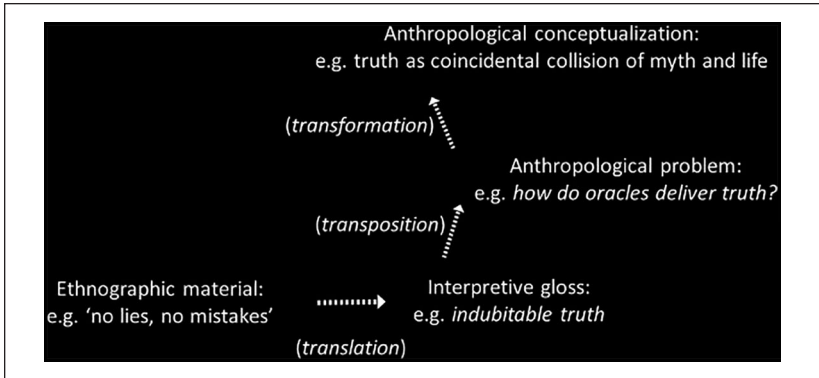 Anthropological conceptualization:
e.g. truth as coincidental collision of myth and life
(transformation)
Anthropological problem:
e.g. how do oracles deliver truth?
(transposition)
Ethnographic material:
e.g. ‘no lies, no mistakes’
Interpretive gloss:
e.g. indubitable truth
(translation)